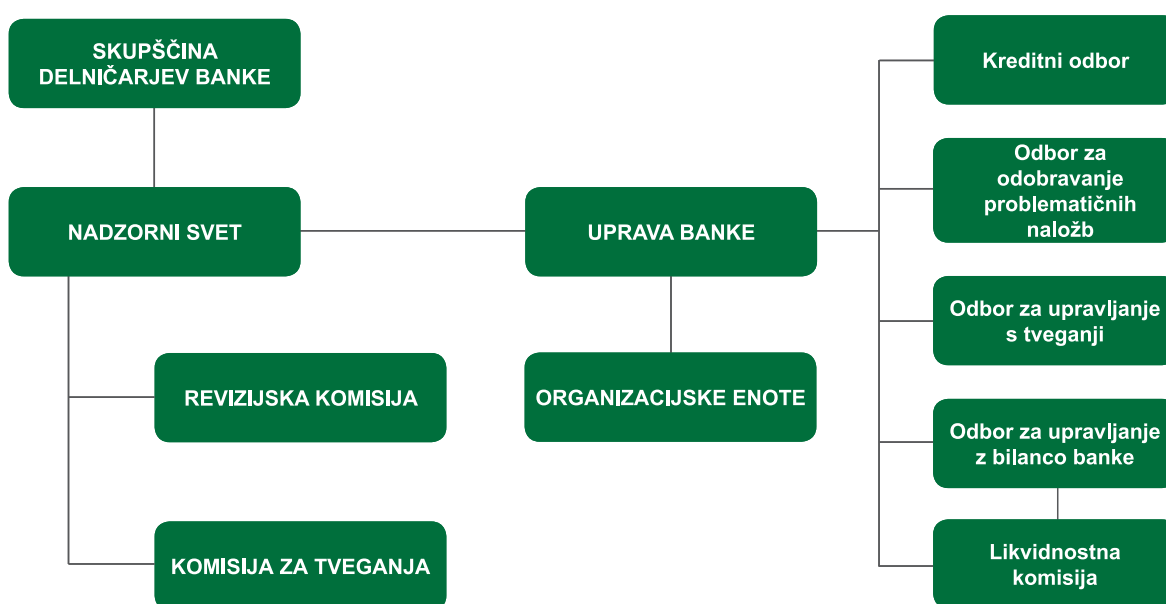 SKUPŠČINA
DELNIČARJEV BANKE
NADZORNI SVET
REVIZIJSKA KOMISIJA
KOMISIJA ZA TVEGANJA
UPRAVA BANKE
ORGANIZACIJSKE ENOTE
Kreditni odbor
Odbor za
odobravanje
problematičnih
naložb
Odbor za upravljanje
s tveganji
Odbor za upravljanje
z bilanco banke
Likvidnostna
komisija